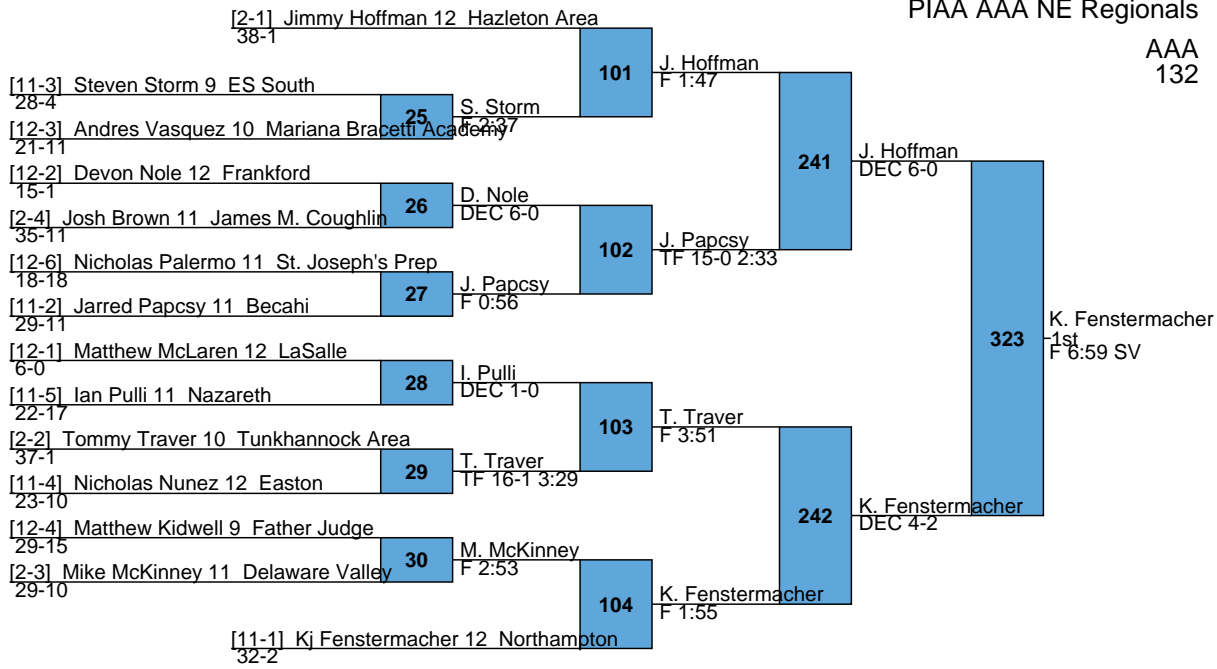 PIAA AAA NE Regionals
AAA
132
[2-1] Jimmy Hoffman 12 Hazleton Area
38-1
101
J. Hoffman
F 1:47
[11-3] Steven Storm 9 ES South
28-4
25
S. Storm
F 2:37
[12-3] Andres Vasquez 10 Mariana Bracetti Academy
21-11
241
J. Hoffman
DEC 6-0
[12-2] Devon Nole 12 Frankford
15-1
26
D. Nole
DEC 6-0
[2-4] Josh Brown 11 James M. Coughlin
35-11
102
J. Papcsy
TF 15-0 2:33
[12-6] Nicholas Palermo 11 St. Joseph's Prep
18-18
27
J. Papcsy
F 0:56
[11-2] Jarred Papcsy 11 Becahi
29-11
323
K. Fenstermacher
1st
F 6:59 SV
[12-1] Matthew McLaren 12 LaSalle
6-0
28
I. Pulli
DEC 1-0
[11-5] Ian Pulli 11 Nazareth
22-17
103
T. Traver
F 3:51
[2-2] Tommy Traver 10 Tunkhannock Area
37-1
29
T. Traver
TF 16-1 3:29
[11-4] Nicholas Nunez 12 Easton
23-10
242
K. Fenstermacher
DEC 4-2
[12-4] Matthew Kidwell 9 Father Judge
29-15
30
M. McKinney
F 2:53
[2-3] Mike McKinney 11 Delaware Valley
29-10
104
K. Fenstermacher
F 1:55
[11-1] Kj Fenstermacher 12 Northampton
32-2